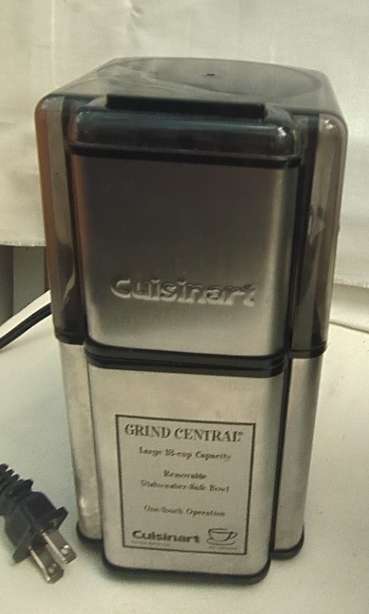 Cuisinart
GRIND CENTRAL®
Large 18-cup Capacity
Removable
Dishwasher-Safe Bowl
One-Touch Operation
Cuisinart